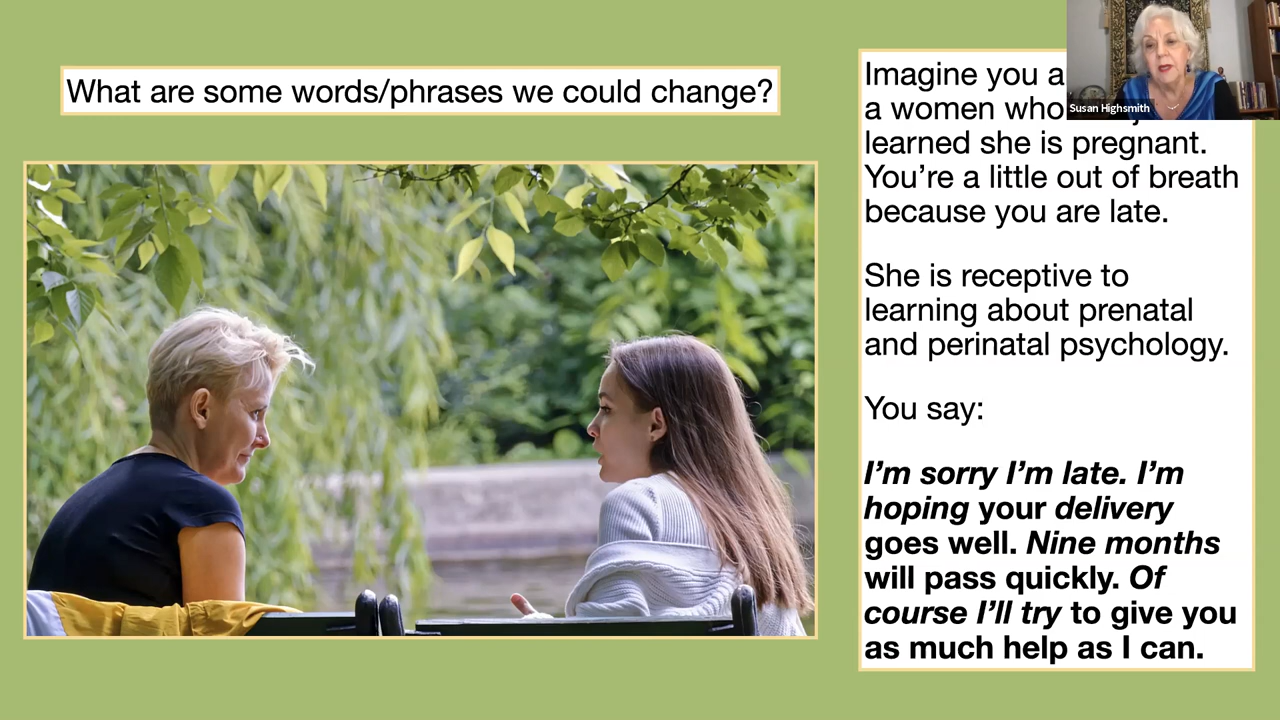 What are some words/phrases we could change?
Imagine you a
a women who
learned she is pregnant.
You’re a little out of breath
because you are late.
She is receptive to
learning about prenatal
and perinatal psychology.
You say:
I’m sorry I’m late. I’m
hoping your delivery
goes well. Nine months
will pass quickly. Of
course I’ll try to give you
as much help as I can.
Susan Highsmith